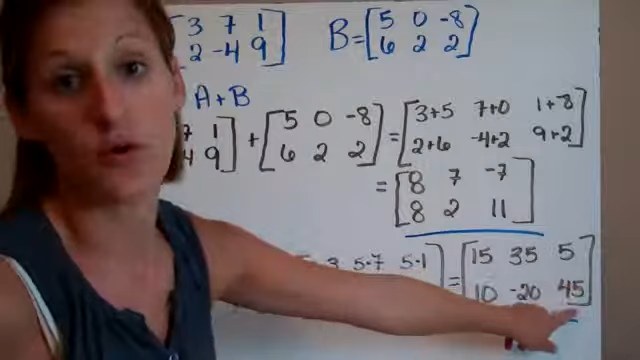 3 7 1 B= 5 0 -8
2 -4 9 6 2 2
A+B
7 1 + 5 0 -8 = 3+5 7+0 1+8
4 9 6 2 2 2+6 -4+2 9+2
= 8 7 -7
8 2 11
3 5·7 5·1 = 15 35 5
10 -20 45